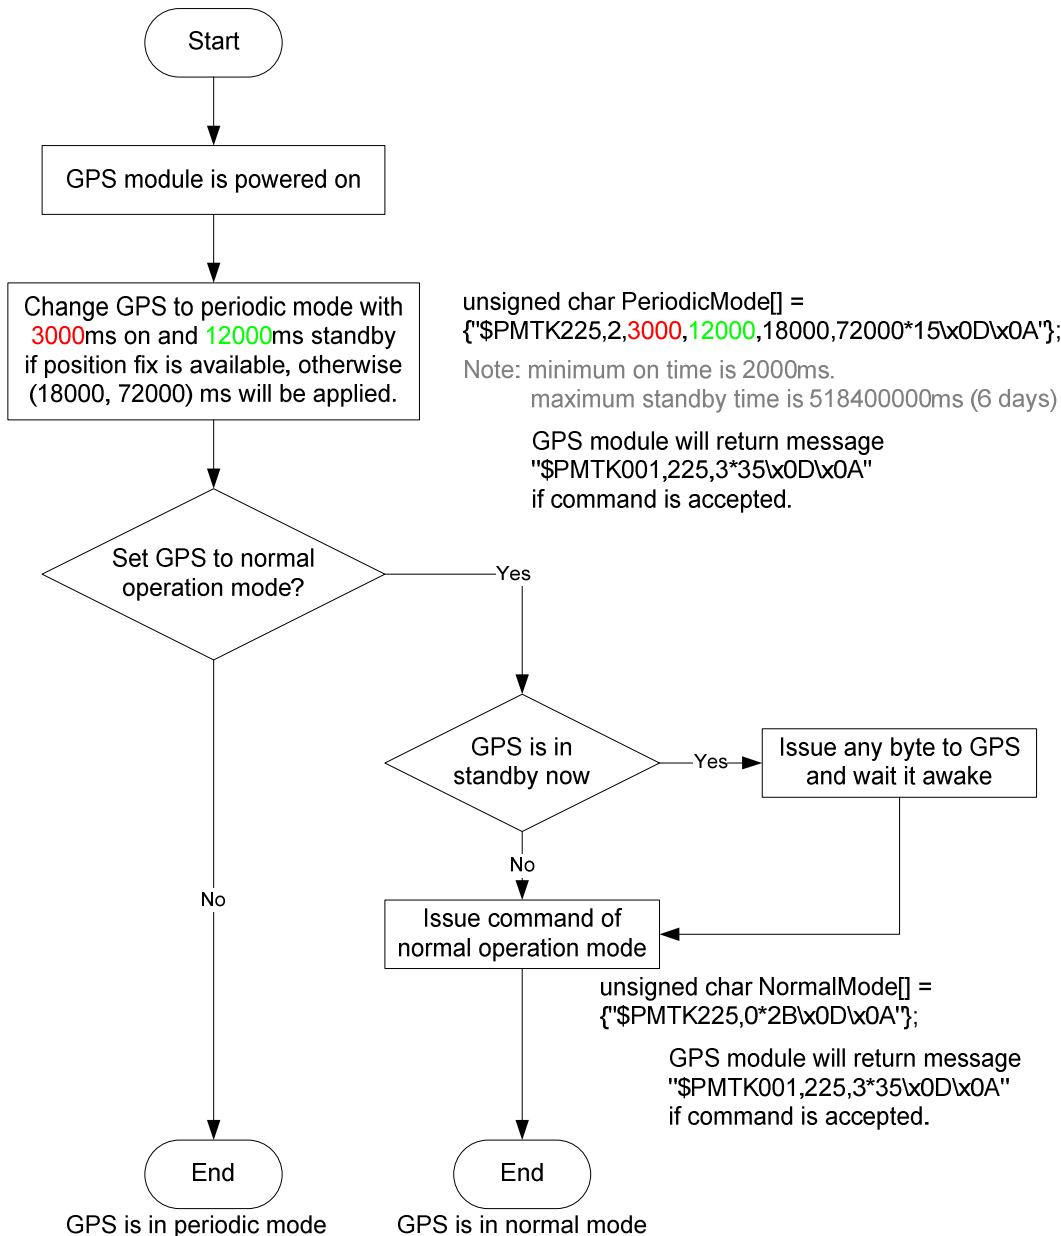 Start
GPS module is powered on
Change GPS to periodic mode with
3000ms on and 12000ms standby
if position fix is available, otherwise
(18000, 72000) ms will be applied.
unsigned char PeriodicMode[] =
{"$PMTK225,2,3000,12000,18000,72000*15\x0D\x0A"};
Note: minimum on time is 2000ms.
maximum standby time is 518400000ms (6 days)
GPS module will return message
"$PMTK001,225,3*35\x0D\x0A"
if command is accepted.
Set GPS to normal
operation mode?
Yes
GPS is in
standby now
Yes
Issue any byte to GPS
and wait it awake
No
No
Issue command of
normal operation mode
unsigned char NormalMode[] =
{"$PMTK225,0*2B\x0D\x0A"};
GPS module will return message
"$PMTK001,225,3*35\x0D\x0A"
if command is accepted.
End
End
GPS is in periodic mode
GPS is in normal mode